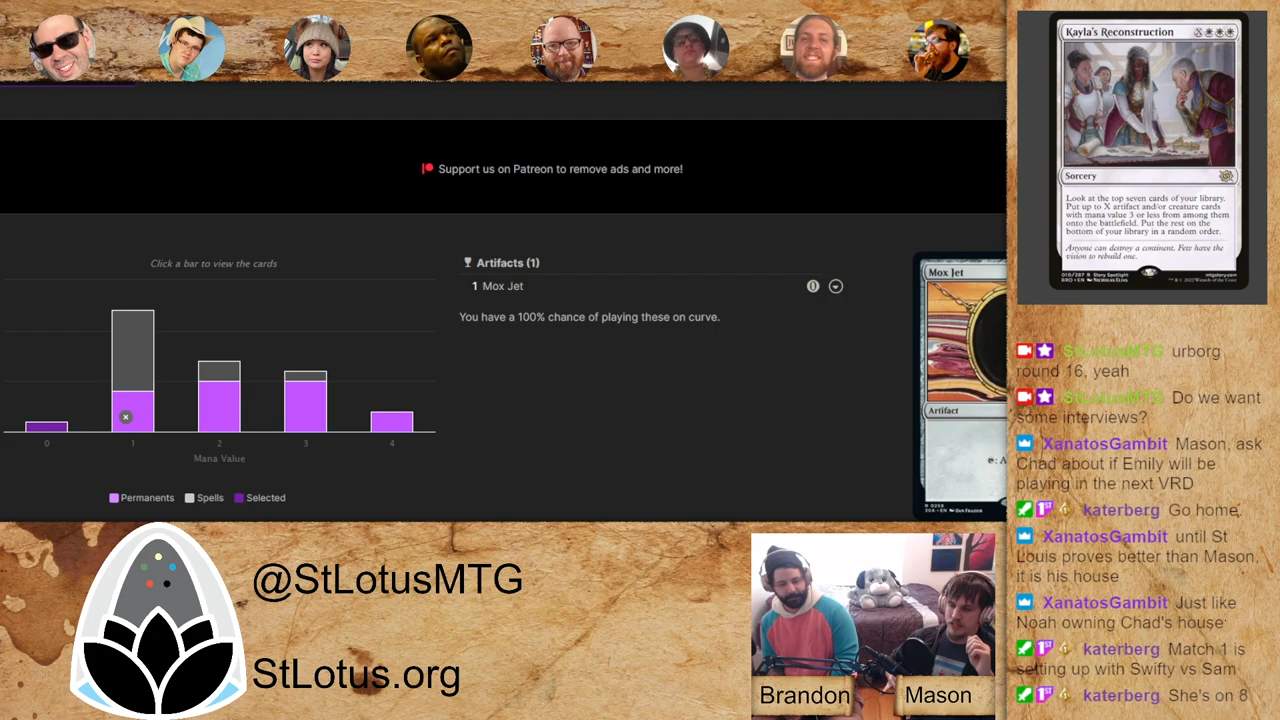 Support us on Patreon to remove ads and more!
Click a bar to view the cards
0
1
2
3
4
Mana Value
Permanents
Spells
Selected
Artifacts (1)
1 Mox Jet
0
You have a 100% chance of playing these on curve.
Mox Jet
Artifact
@StLotusMTG
StLotus.org
Brandon
Mason
Kayla's Reconstruction
X
Sorcery
Look at the top seven cards of your library.
Put up to X artifact and/or creature cards
with mana value 3 or less from among them
onto the battlefield. Put the rest on the
bottom of your library in a random order.
Anyone can destroy a continent. Few have the
vision to rebuild one.
StLotusMTG urborg
round 16, yeah
StLotusMTG Do we want
some interviews?
XanatosGambit Mason, ask
Chad about if Emily will be
playing in the next VRD
1ST katerberg Go home,
XanatosGambit until St
Louis proves better than Mason,
it is his house
XanatosGambit Just like
Noah owning Chad's house
1ST katerberg Match 1 is
setting up with Swifty vs Sam
1ST katerberg She's on 8